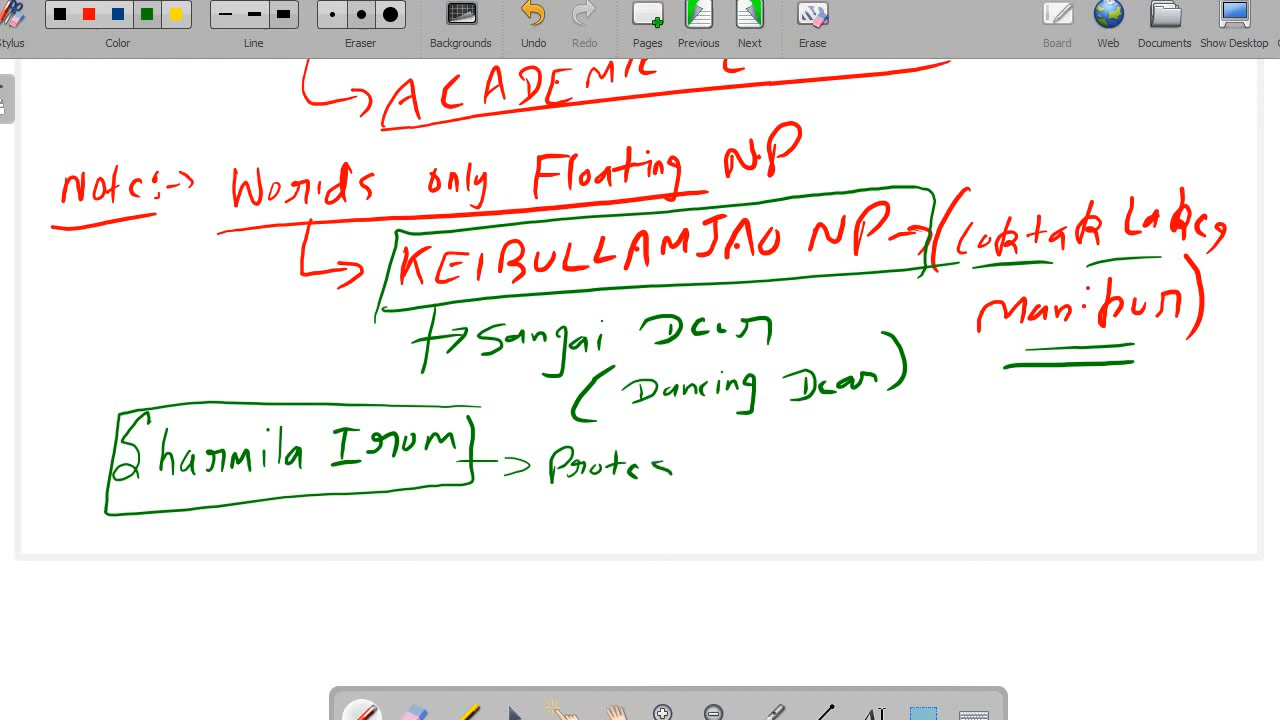 Stylus Color Line Eraser Backgrounds Undo Redo Pages Previous Next Erase Board Web Documents Show Desktop
ACADEMIC
Note:-> Worlds only Floating NP
KEIBULLAMJAO NP -> (Loktak Lake,
Manipur)
Sangai Deer
(Dancing Dear)
Sharmila Irom -> Protes